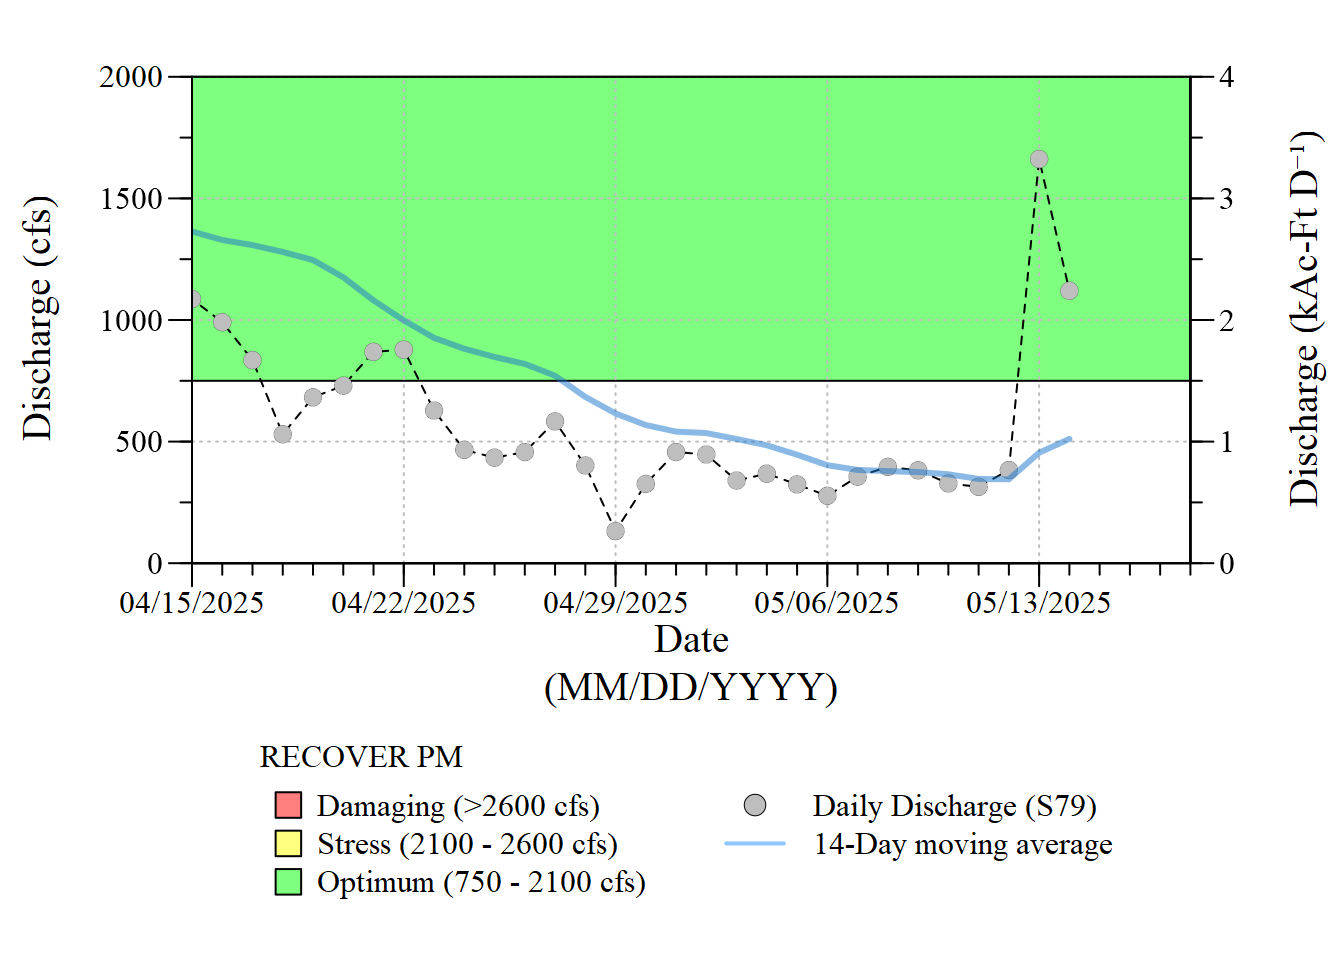 2000
1500
1000
500
0
Discharge (cfs)
4
3
2
1
0
Discharge (kAc-Ft D⁻¹)
04/15/2025 04/22/2025 04/29/2025 05/06/2025 05/13/2025
Date
(MM/DD/YYYY)
RECOVER PM
Damaging (>2600 cfs)
Stress (2100 - 2600 cfs)
Optimum (750 - 2100 cfs)
Daily Discharge (S79)
14-Day moving average